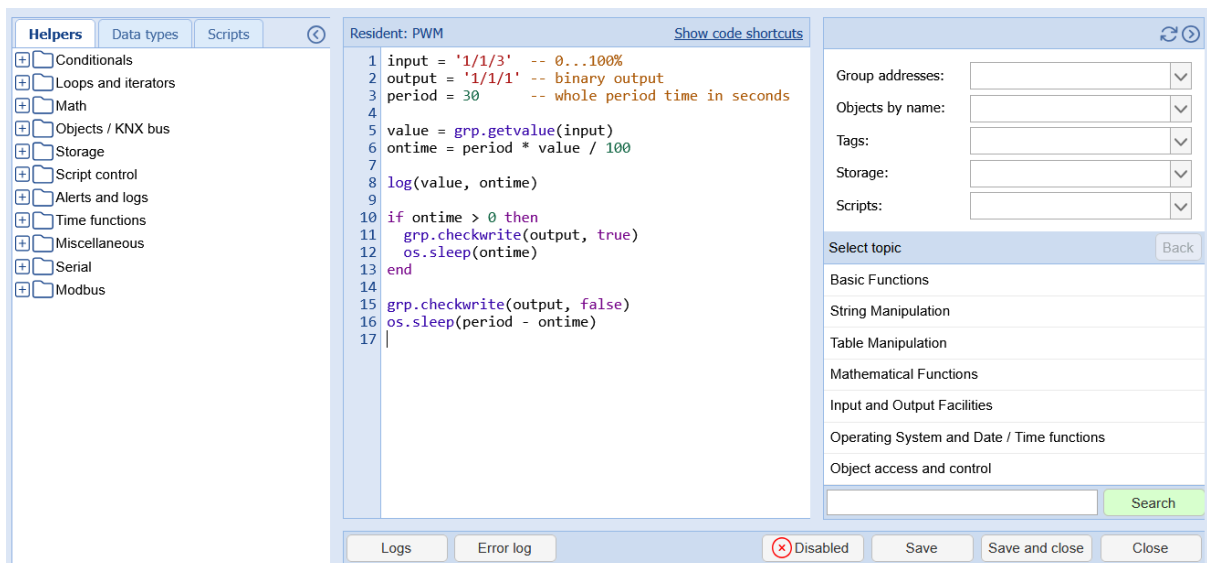 Helpers
Data types
Scripts
Conditionals
Loops and iterators
Math
Objects / KNX bus
Storage
Script control
Alerts and logs
Time functions
Miscellaneous
Serial
Modbus
Resident: PWM
Show code shortcuts
1 input = '1/1/3'  -- 0...100%
2 output = '1/1/1' -- binary output
3 period = 30      -- whole period time in seconds
4
5 value = grp.getvalue(input)
6 ontime = period * value / 100
7
8 log(value, ontime)
9
10 if ontime > 0 then
11   grp.checkwrite(output, true)
12   os.sleep(ontime)
13 end
14
15 grp.checkwrite(output, false)
16 os.sleep(period - ontime)
17
Logs
Error log
Disabled
Save
Save and close
Close
Group addresses:
Objects by name:
Tags:
Storage:
Scripts:
Select topic
Back
Basic Functions
String Manipulation
Table Manipulation
Mathematical Functions
Input and Output Facilities
Operating System and Date / Time functions
Object access and control
Search